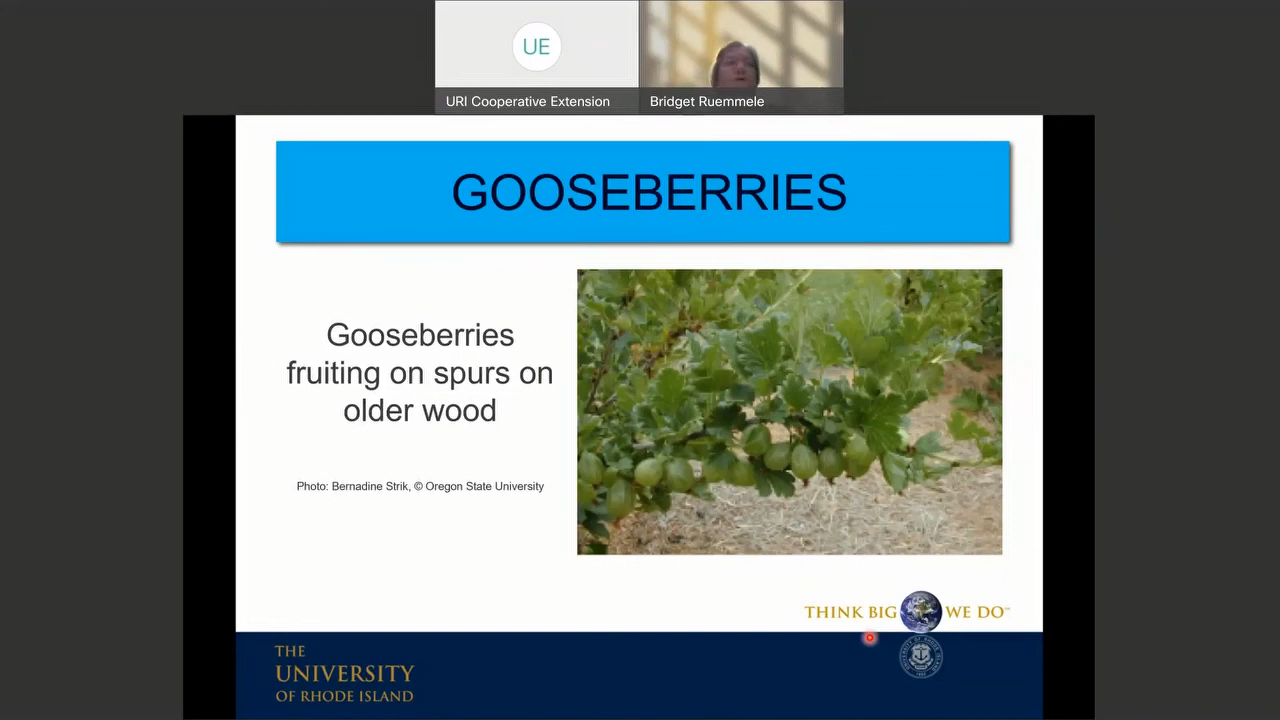 UE
URI Cooperative Extension
Bridget Ruemmele
GOOSEBERRIES
Gooseberries
fruiting on spurs on
older wood
Photo: Bernadine Strik, © Oregon State University
THINK BIG WE DO™
THE
UNIVERSITY
OF RHODE ISLAND